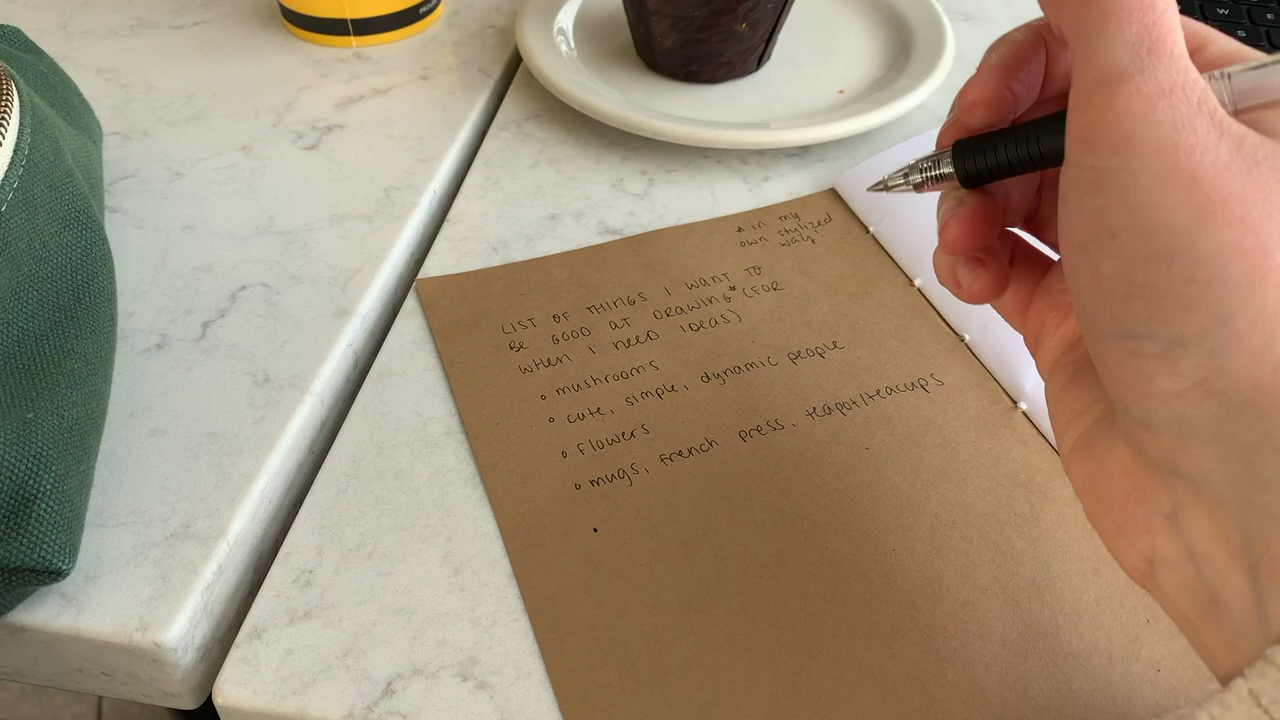 * in my
own stylized
way!
LIST OF THINGS I WANT TO
BE GOOD AT DRAWING* (FOR
WHEN I NEED IDEAS)
• mushrooms
• cute, simple, dynamic people
• flowers
• mugs, french press, teapot/teacups
•
W
E